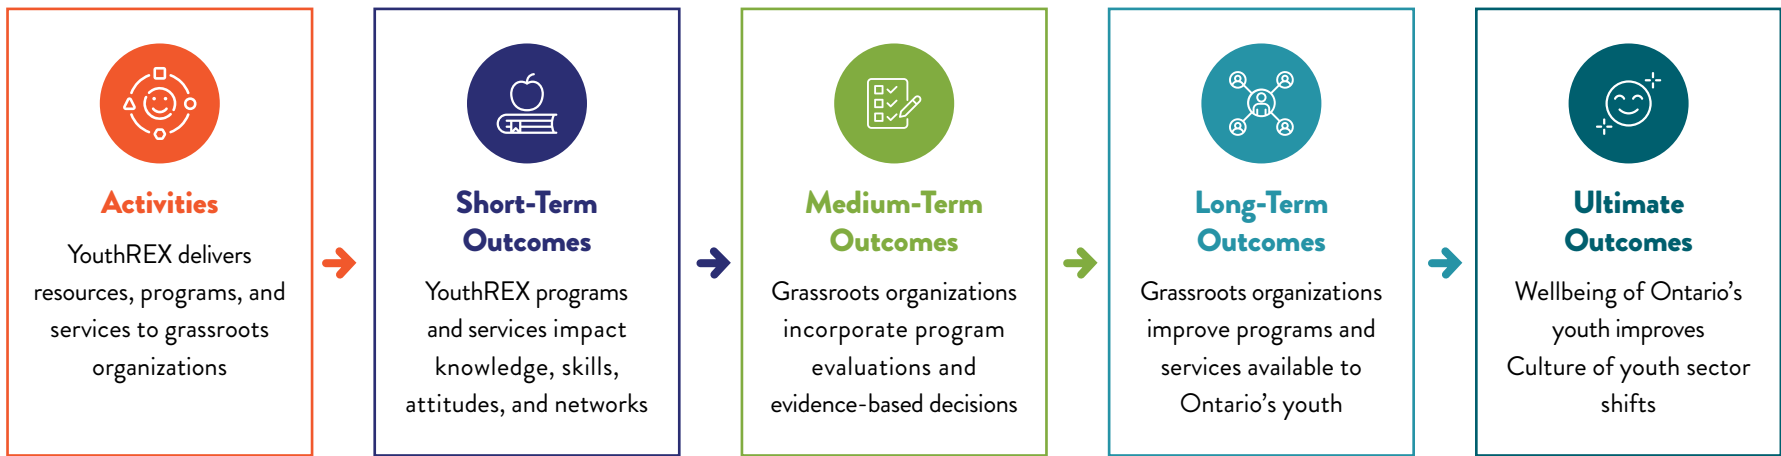 Activities
YouthREX delivers
resources, programs, and
services to grassroots
organizations
Short-Term
Outcomes
YouthREX programs
and services impact
knowledge, skills,
attitudes, and networks
Medium-Term
Outcomes
Grassroots organizations
incorporate program
evaluations and
evidence-based decisions
Long-Term
Outcomes
Grassroots organizations
improve programs and
services available to
Ontario’s youth
Ultimate
Outcomes
Wellbeing of Ontario’s
youth improves
Culture of youth sector
shifts